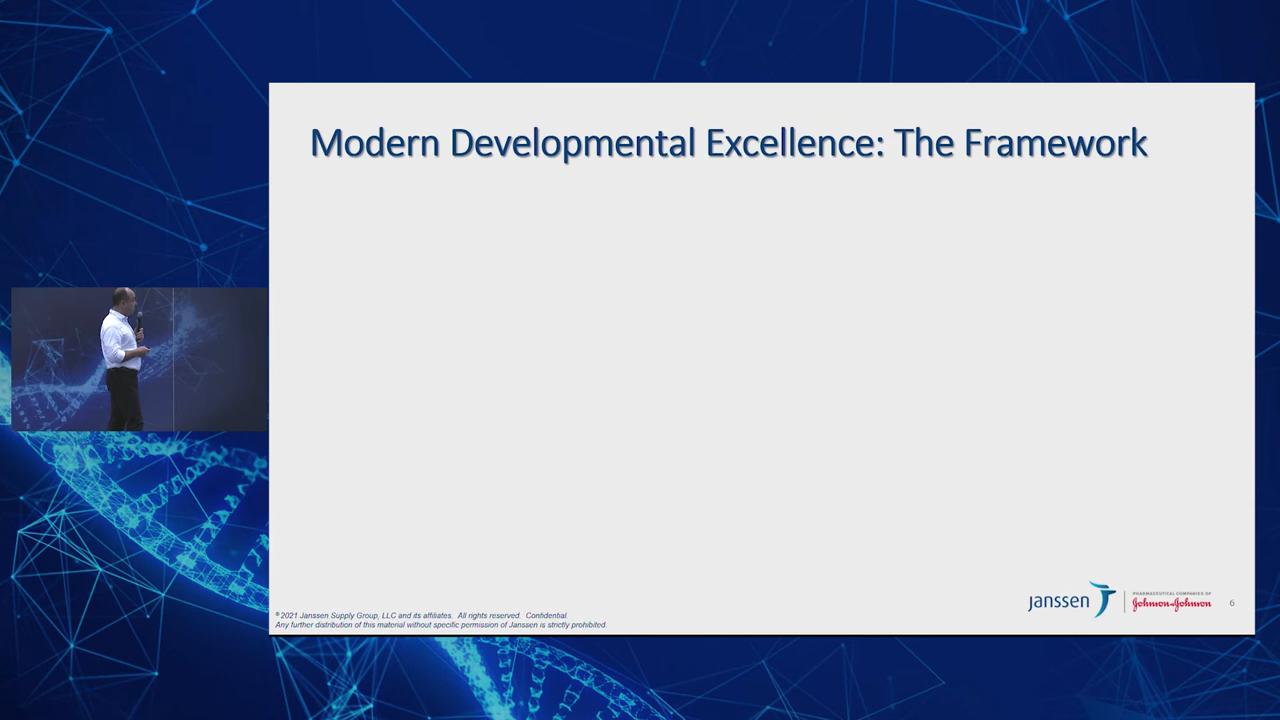 Modern Developmental Excellence: The Framework
© 2021 Janssen Supply Group, LLC and its affiliates. All rights reserved. Confidential.
Any further distribution of this material without specific permission of Janssen is strictly prohibited.
janssen
PHARMACEUTICAL COMPANIES OF
Johnson & Johnson
6